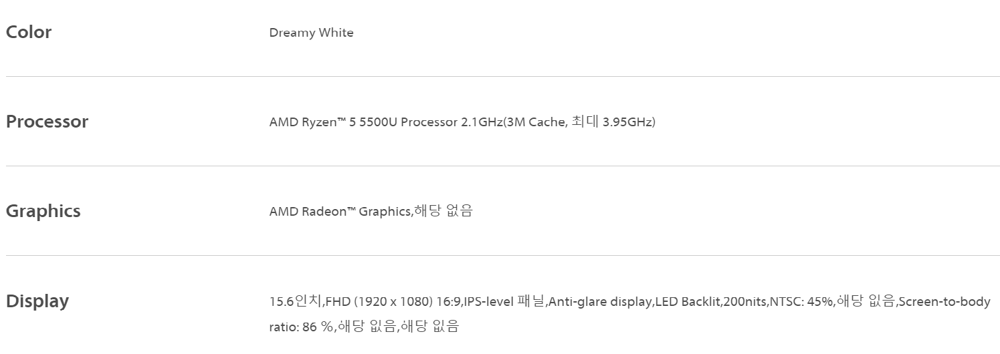 Color
Dreamy White
Processor
AMD Ryzen™ 5 5500U Processor 2.1GHz(3M Cache, 최대 3.95GHz)
Graphics
AMD Radeon™ Graphics,해당 없음
Display
15.6인치,FHD (1920 x 1080) 16:9,IPS-level 패널,Anti-glare display,LED Backlit,200nits,NTSC: 45%,해당 없음,Screen-to-body
ratio: 86 %,해당 없음,해당 없음